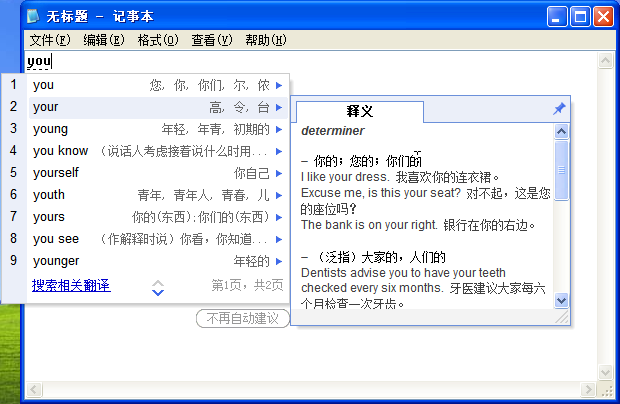 无标题 - 记事本
文件(F) 编辑(E) 格式(O) 查看(V) 帮助(H)
you
1 you 您, 你, 你们, 尔, 侬
2 your 高, 令, 台
3 young 年轻, 年青, 初期的
4 you know （说话人考虑接着说什么时用...
5 yourself 你自己
6 youth 青年, 青年人, 青春, 儿
7 yours 你的(东西);你们的(东西)
8 you see （作解释时说）你看, 你知道...
9 younger 年轻的
搜索相关翻译 第1页, 共2页
不再自动建议
释义
determiner
– 你的；您的；你们的
I like your dress. 我喜欢你的连衣裙。
Excuse me, is this your seat? 对不起，这是您
的座位吗？
The bank is on your right. 银行在你的右边。
– （泛指）大家的，人们的
Dentists advise you to have your teeth
checked every six months. 牙医建议大家每六
个月检查一次牙齿。